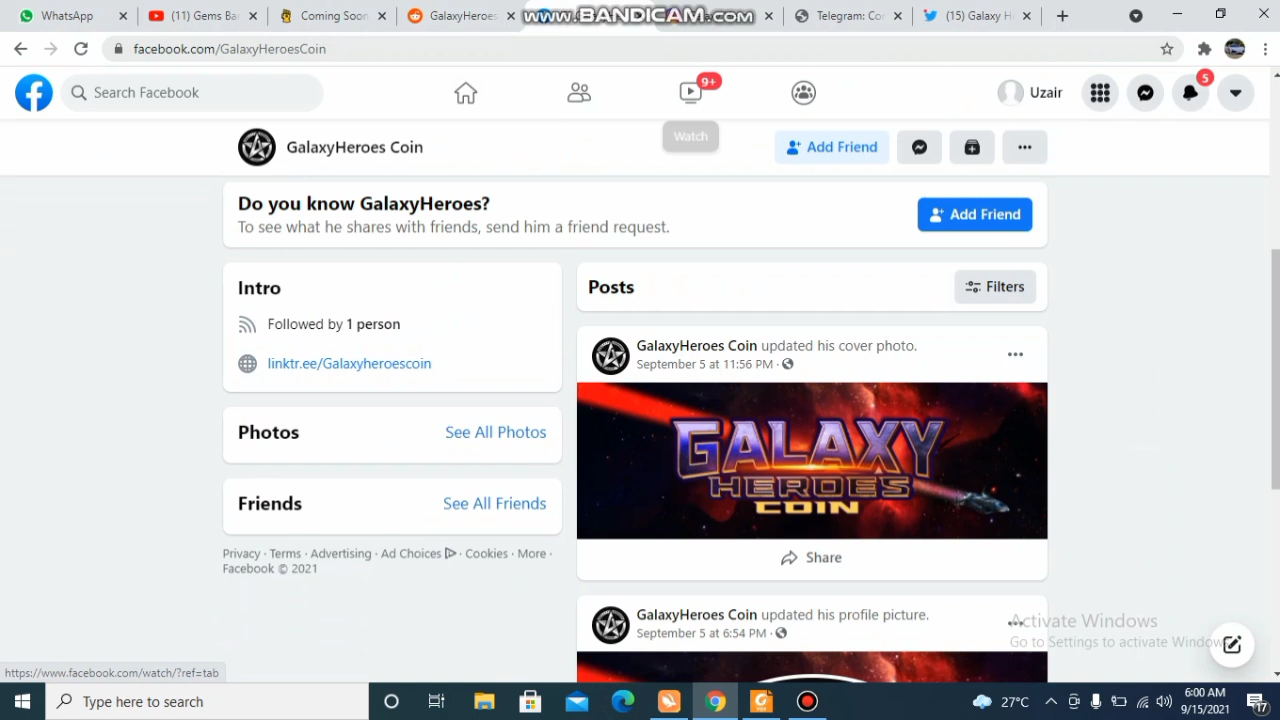 WhatsApp
(11) Gems Ba
Coming Soon
GalaxyHeroes
www.BANDICAM.com
Telegram: Co
(15) Galaxy H
facebook.com/GalaxyHeroesCoin
Search Facebook
9+
Uzair
5
Watch
GalaxyHeroes Coin
Add Friend
Do you know GalaxyHeroes?
To see what he shares with friends, send him a friend request.
Add Friend
Intro
Followed by 1 person
linktr.ee/Galaxyheroescoin
Photos
See All Photos
Friends
See All Friends
Privacy · Terms · Advertising · Ad Choices · Cookies · More ·
Facebook © 2021
Posts
Filters
GalaxyHeroes Coin updated his cover photo.
September 5 at 11:56 PM ·
GALAXY
HEROES
COIN
Share
GalaxyHeroes Coin updated his profile picture.
September 5 at 6:54 PM ·
Activate Windows
Go to Settings to activate Windows
https://www.facebook.com/watch/?ref=tab
Type here to search
27°C
6:00 AM
9/15/2021
17